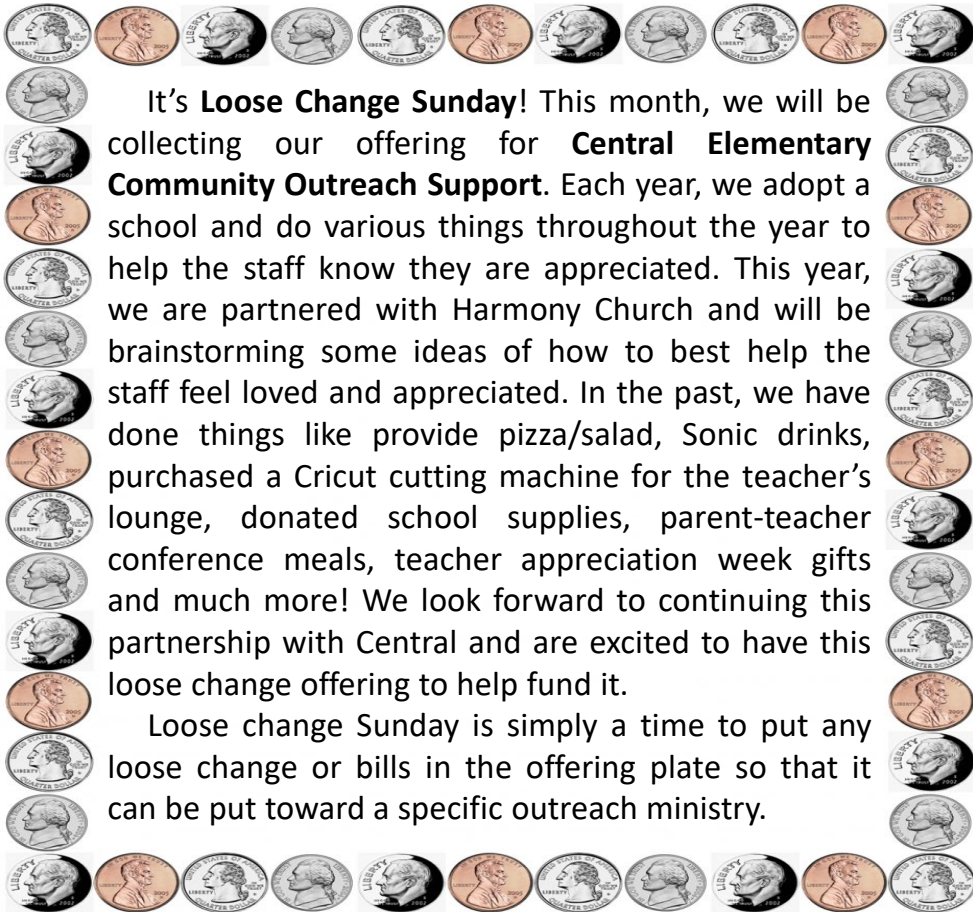 It's Loose Change Sunday! This month, we will be
collecting our offering for Central Elementary
Community Outreach Support. Each year, we adopt a
school and do various things throughout the year to
help the staff know they are appreciated. This year,
we are partnered with Harmony Church and will be
brainstorming some ideas of how to best help the
staff feel loved and appreciated. In the past, we have
done things like provide pizza/salad, Sonic drinks,
purchased a Cricut cutting machine for the teacher's
lounge, donated school supplies, parent-teacher
conference meals, teacher appreciation week gifts
and much more! We look forward to continuing this
partnership with Central and are excited to have this
loose change offering to help fund it.
Loose change Sunday is simply a time to put any
loose change or bills in the offering plate so that it
can be put toward a specific outreach ministry.